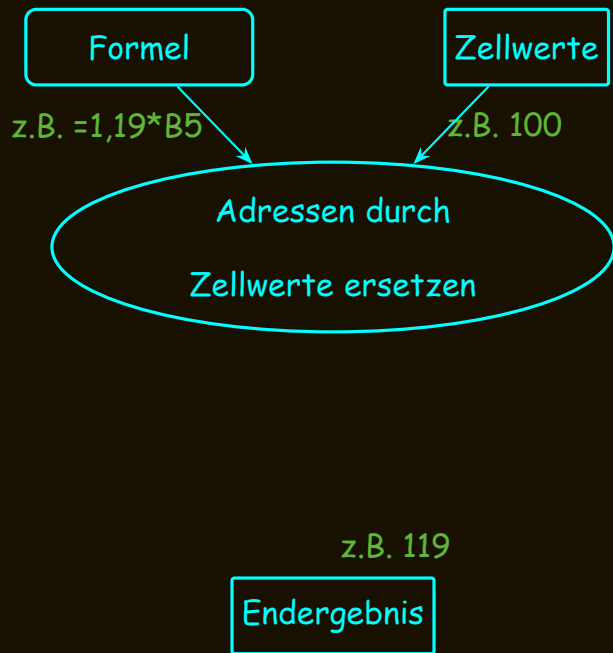 Formel
Zellwerte
z.B. =1,19*B5
z.B. 100
Adressen durch
Zellwerte ersetzen
z.B. 119
Endergebnis